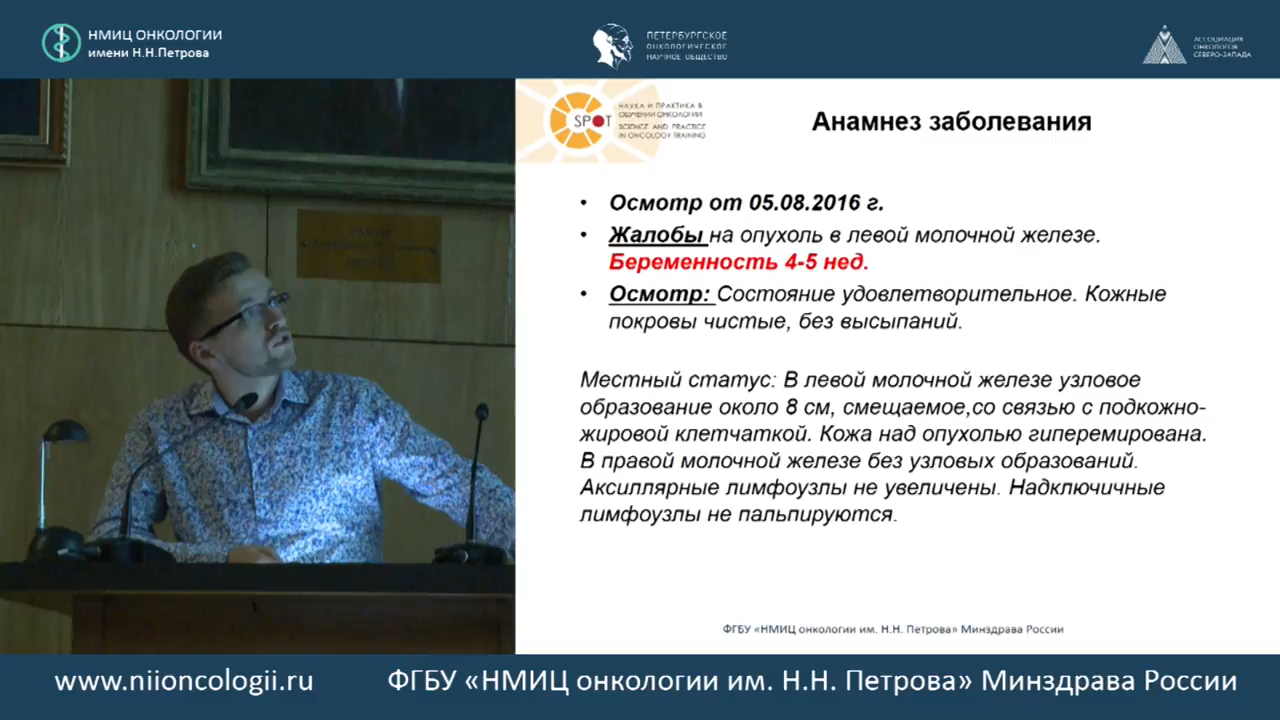 НМИЦ ОНКОЛОГИИ
имени Н.Н.Петрова
ПЕТЕРБУРГСКОЕ
ОНКОЛОГИЧЕСКОЕ
НАУЧНОЕ ОБЩЕСТВО
АССОЦИАЦИЯ
ОНКОЛОГОВ
СЕВЕРО-ЗАПАДА
SPOT
НАУКА И ПРАКТИКА В
ОБУЧЕНИИ ОНКОЛОГИИ
SCIENCE AND PRACTICE
IN ONCOLOGY TRAINING
Анамнез заболевания
• Осмотр от 05.08.2016 г.
• Жалобы на опухоль в левой молочной железе.
Беременность 4-5 нед.
• Осмотр: Состояние удовлетворительное. Кожные
покровы чистые, без высыпаний.
Местный статус: В левой молочной железе узловое
образование около 8 см, смещаемое,со связью с подкожно-
жировой клетчаткой. Кожа над опухолью гиперемирована.
В правой молочной железе без узловых образований.
Аксиллярные лимфоузлы не увеличены. Надключичные
лимфоузлы не пальпируются.
ФГБУ «НМИЦ онкологии им. Н.Н. Петрова» Минздрава России
www.niioncologii.ru
ФГБУ «НМИЦ онкологии им. Н.Н. Петрова» Минздрава России